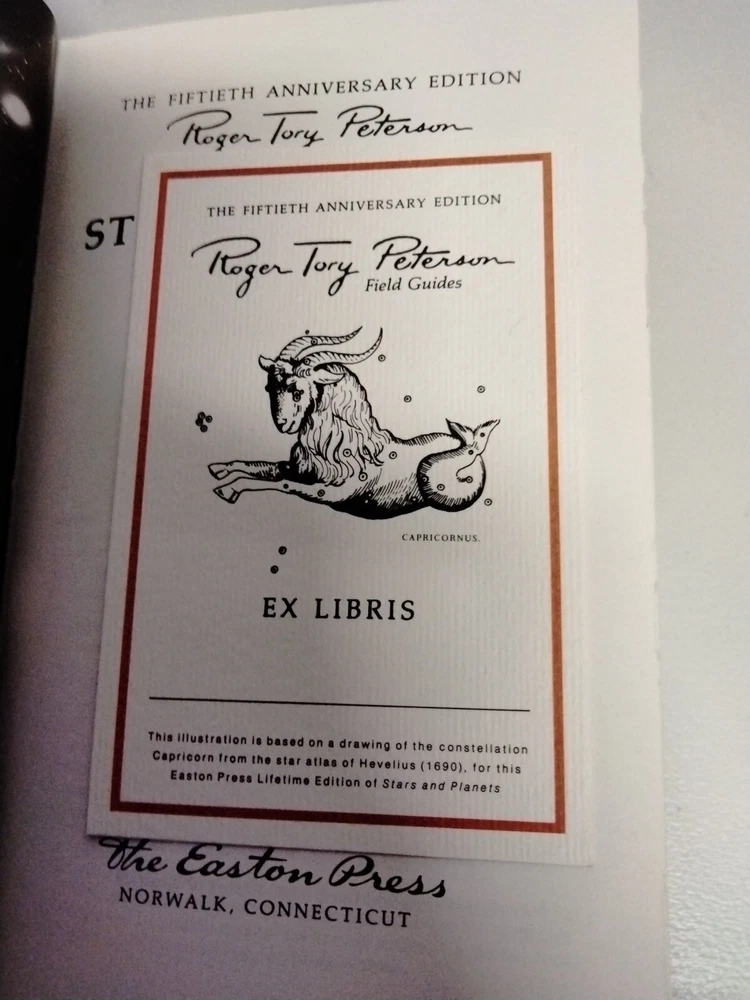 THE FIFTIETH ANNIVERSARY EDITION
Roger Tory Peterson
ST
THE FIFTIETH ANNIVERSARY EDITION
Roger Tory Peterson
Field Guides
CAPRICORNUS.
EX LIBRIS
This illustration is based on a drawing of the constellation
Capricorn from the star atlas of Hevelius (1690), for this
Easton Press Lifetime Edition of Stars and Planets
The Easton Press
NORWALK, CONNECTICUT